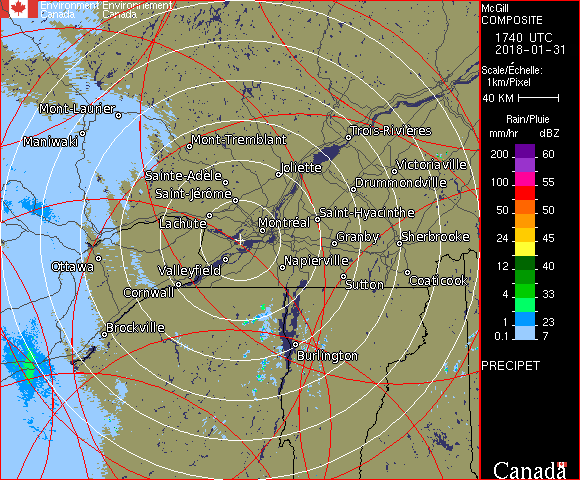 Environment Environnement
Canada Canada
McGill
COMPOSITE
1740 UTC
2018-01-31
Scale/Échelle:
1km/Pixel
40 KM
Rain/Pluie
mm/hr dBZ
200 60
150 57
100 55
50 50
24 45
12 40
4 33
1 23
0.1 7
PRECIPET
Canada
Mont-Laurier
Maniwaki
Mont-Tremblant
Trois-Rivières
Sainte-Adèle
Joliette
Victoriaville
Saint-Jérôme
Drummondville
Lachute
Montréal
Saint-Hyacinthe
Granby
Sherbrooke
Ottawa
Valleyfield
Napierville
Cornwall
Sutton
Coaticook
Brockville
Burlington